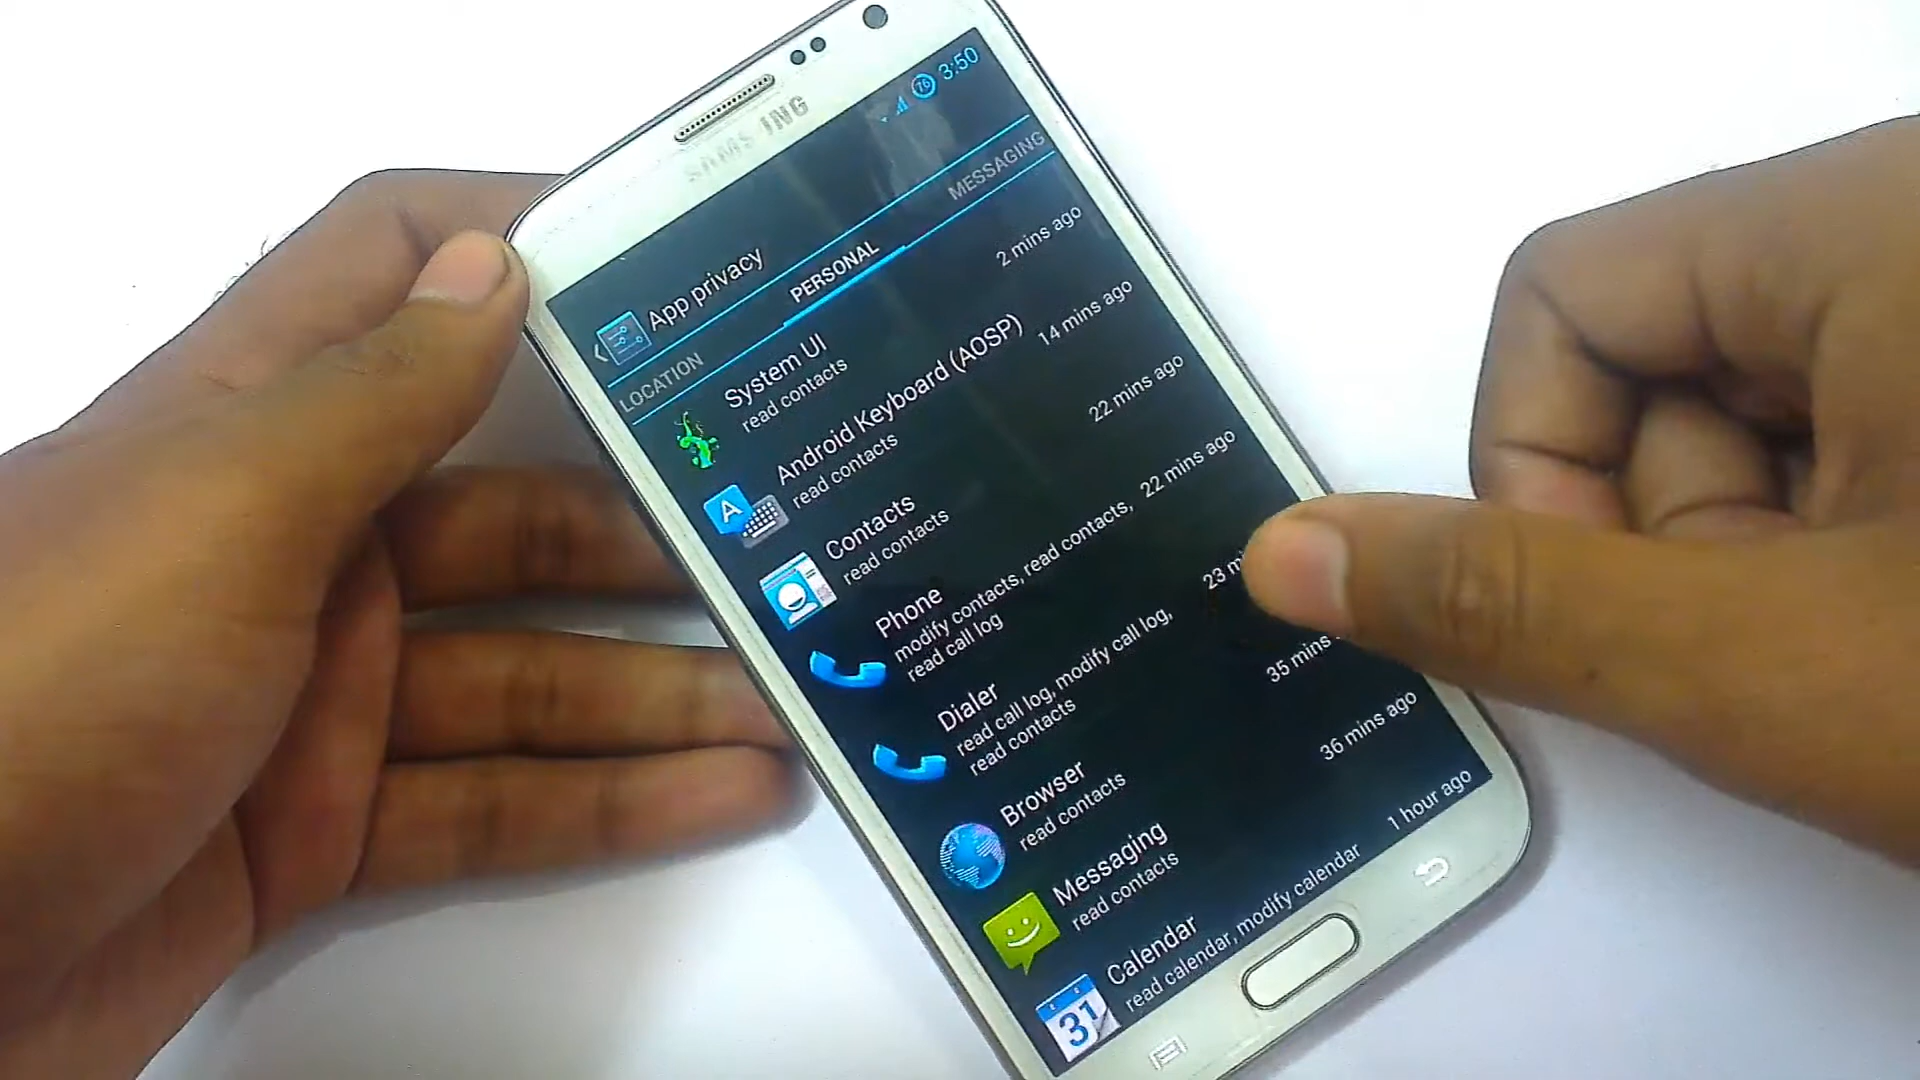 SAMSUNG
76 3:50
App privacy
LOCATION PERSONAL MESSAGING
System UI
read contacts
2 mins ago
Android Keyboard (AOSP)
read contacts
14 mins ago
A
Contacts
read contacts
22 mins ago
Phone
modify contacts, read contacts,
read call log
22 mins ago
Dialer
read call log, modify call log,
read contacts
23
Browser
read contacts
35 mins
Messaging
read contacts
36 mins ago
Calendar
read calendar, modify calendar
1 hour ago
31